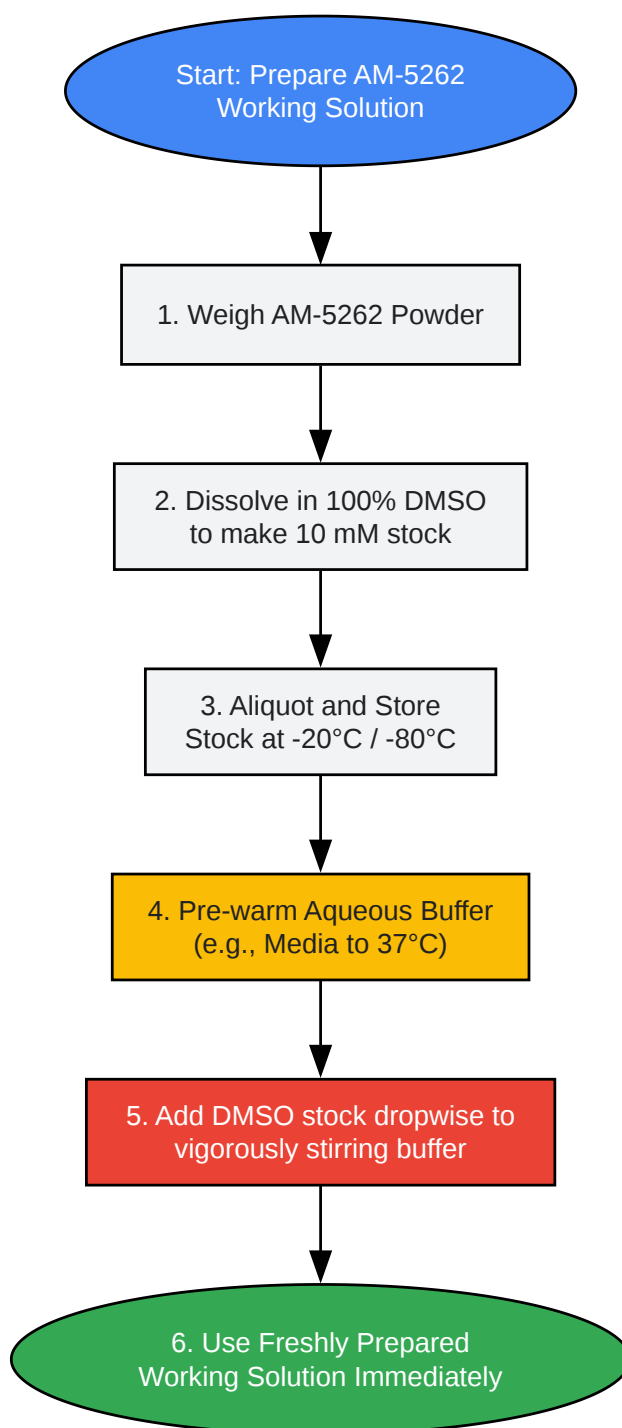 Start: Prepare AM-5262
Working Solution
1. Weigh AM-5262 Powder
2. Dissolve in 100% DMSO
to make 10 mM stock
3. Aliquot and Store
Stock at -20°C / -80°C
4. Pre-warm Aqueous Buffer
(e.g., Media to 37°C)
5. Add DMSO stock dropwise to
vigorously stirring buffer
6. Use Freshly Prepared
Working Solution Immediately